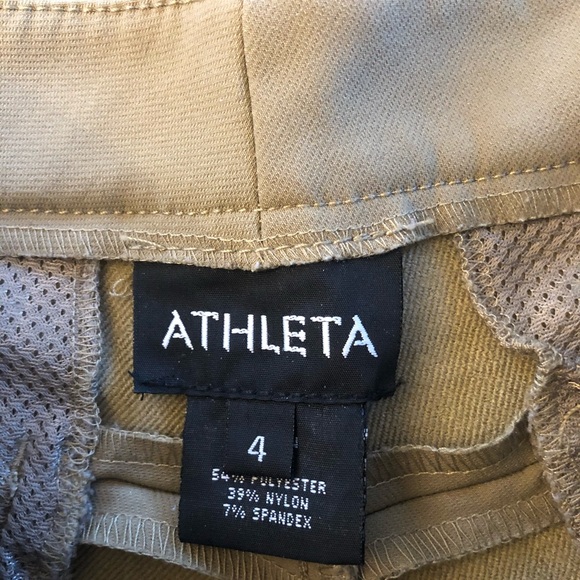 ATHLETA
4
54% POLYESTER
39% NYLON
7% SPANDEX